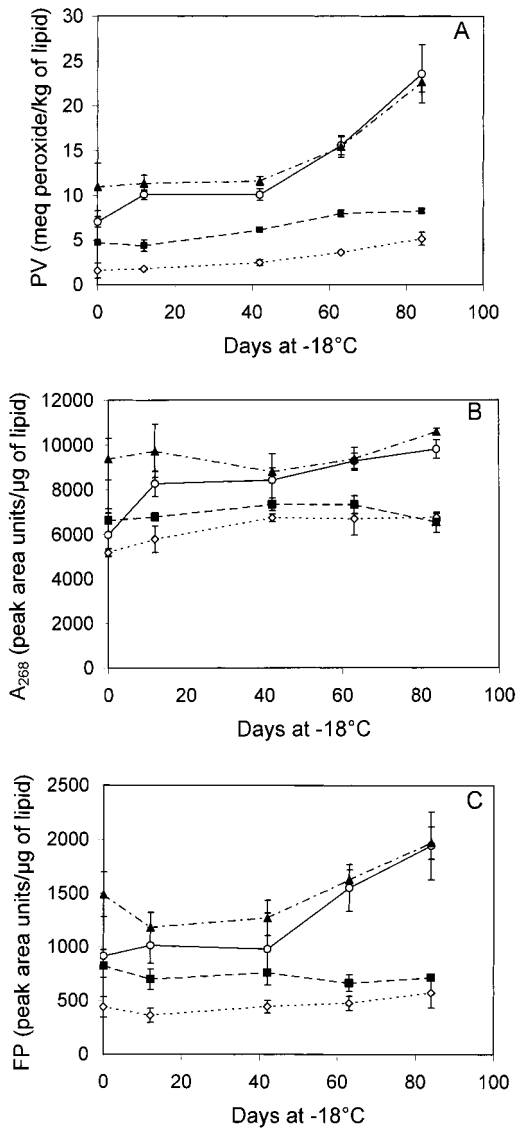 A
30
25
20
15
10
5
0
PV (meq peroxide/kg of lipid)
0 20 40 60 80 100
Days at -18°C
B
12000
10000
8000
6000
4000
2000
0
A₂₆₈ (peak area units/µg of lipid)
0 20 40 60 80 100
Days at -18°C
C
2500
2000
1500
1000
500
0
FP (peak area units/µg of lipid)
0 20 40 60 80 100
Days at -18°C